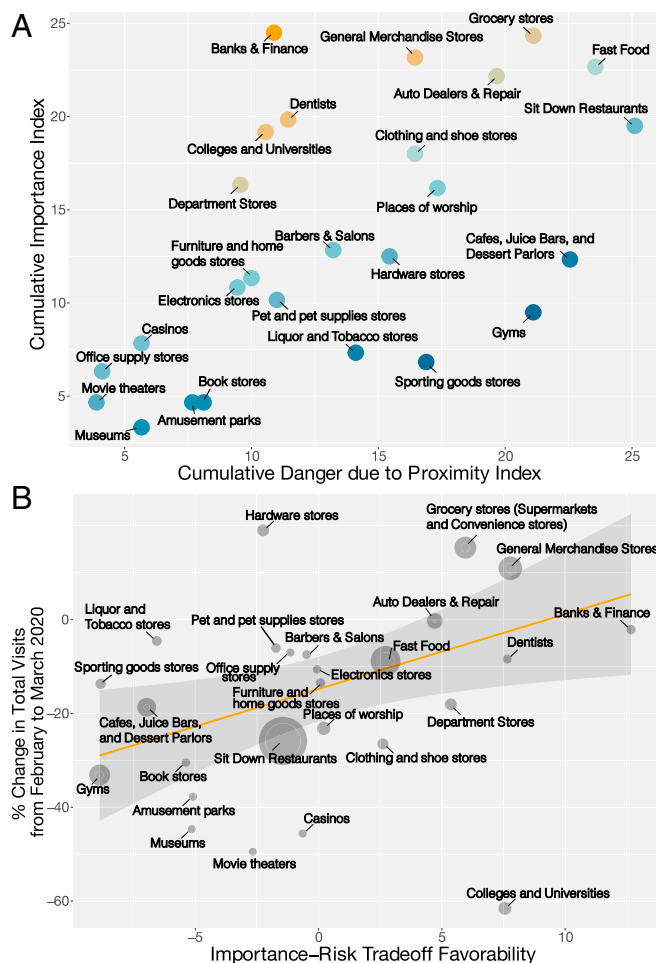 A
Cumulative Importance Index
25
20
15
10
5
Banks & Finance
General Merchandise Stores
Grocery stores
Fast Food
Auto Dealers & Repair
Dentists
Sit Down Restaurants
Colleges and Universities
Clothing and shoe stores
Department Stores
Places of worship
Barbers & Salons
Furniture and home
goods stores
Hardware stores
Cafes, Juice Bars, and
Dessert Parlors
Electronics stores
Pet and pet supplies stores
Casinos
Liquor and Tobacco stores
Gyms
Office supply stores
Movie theaters
Book stores
Sporting goods stores
Amusement parks
Museums
5
10
15
20
25
Cumulative Danger due to Proximity Index
B
% Change in Total Visits
from February to March 2020
0
−20
−40
−60
Hardware stores
Grocery stores (Supermarkets
and Convenience stores)
General Merchandise Stores
Liquor and
Tobacco stores
Pet and pet supplies stores
Auto Dealers & Repair
Banks & Finance
Barbers & Salons
Fast Food
Dentists
Sporting goods stores
Office supply
stores
Electronics stores
Furniture and
home goods stores
Cafes, Juice Bars,
and Dessert Parlors
Places of worship
Department Stores
Sit Down Restaurants
Clothing and shoe stores
Gyms
Book stores
Amusement parks
Museums
Casinos
Movie theaters
Colleges and Universities
−5
0
5
10
Importance−Risk Tradeoff Favorability